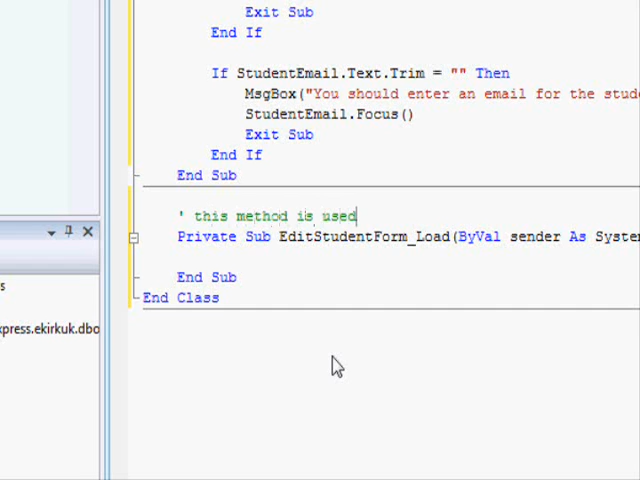 Exit Sub
End If
If StudentEmail.Text.Trim = "" Then
MsgBox("You should enter an email for the stude
StudentEmail.Focus()
Exit Sub
End If
End Sub
' this method is used
Private Sub EditStudentForm_Load(ByVal sender As System
End Sub
End Class
s
xpress.ekirkuk.dbo